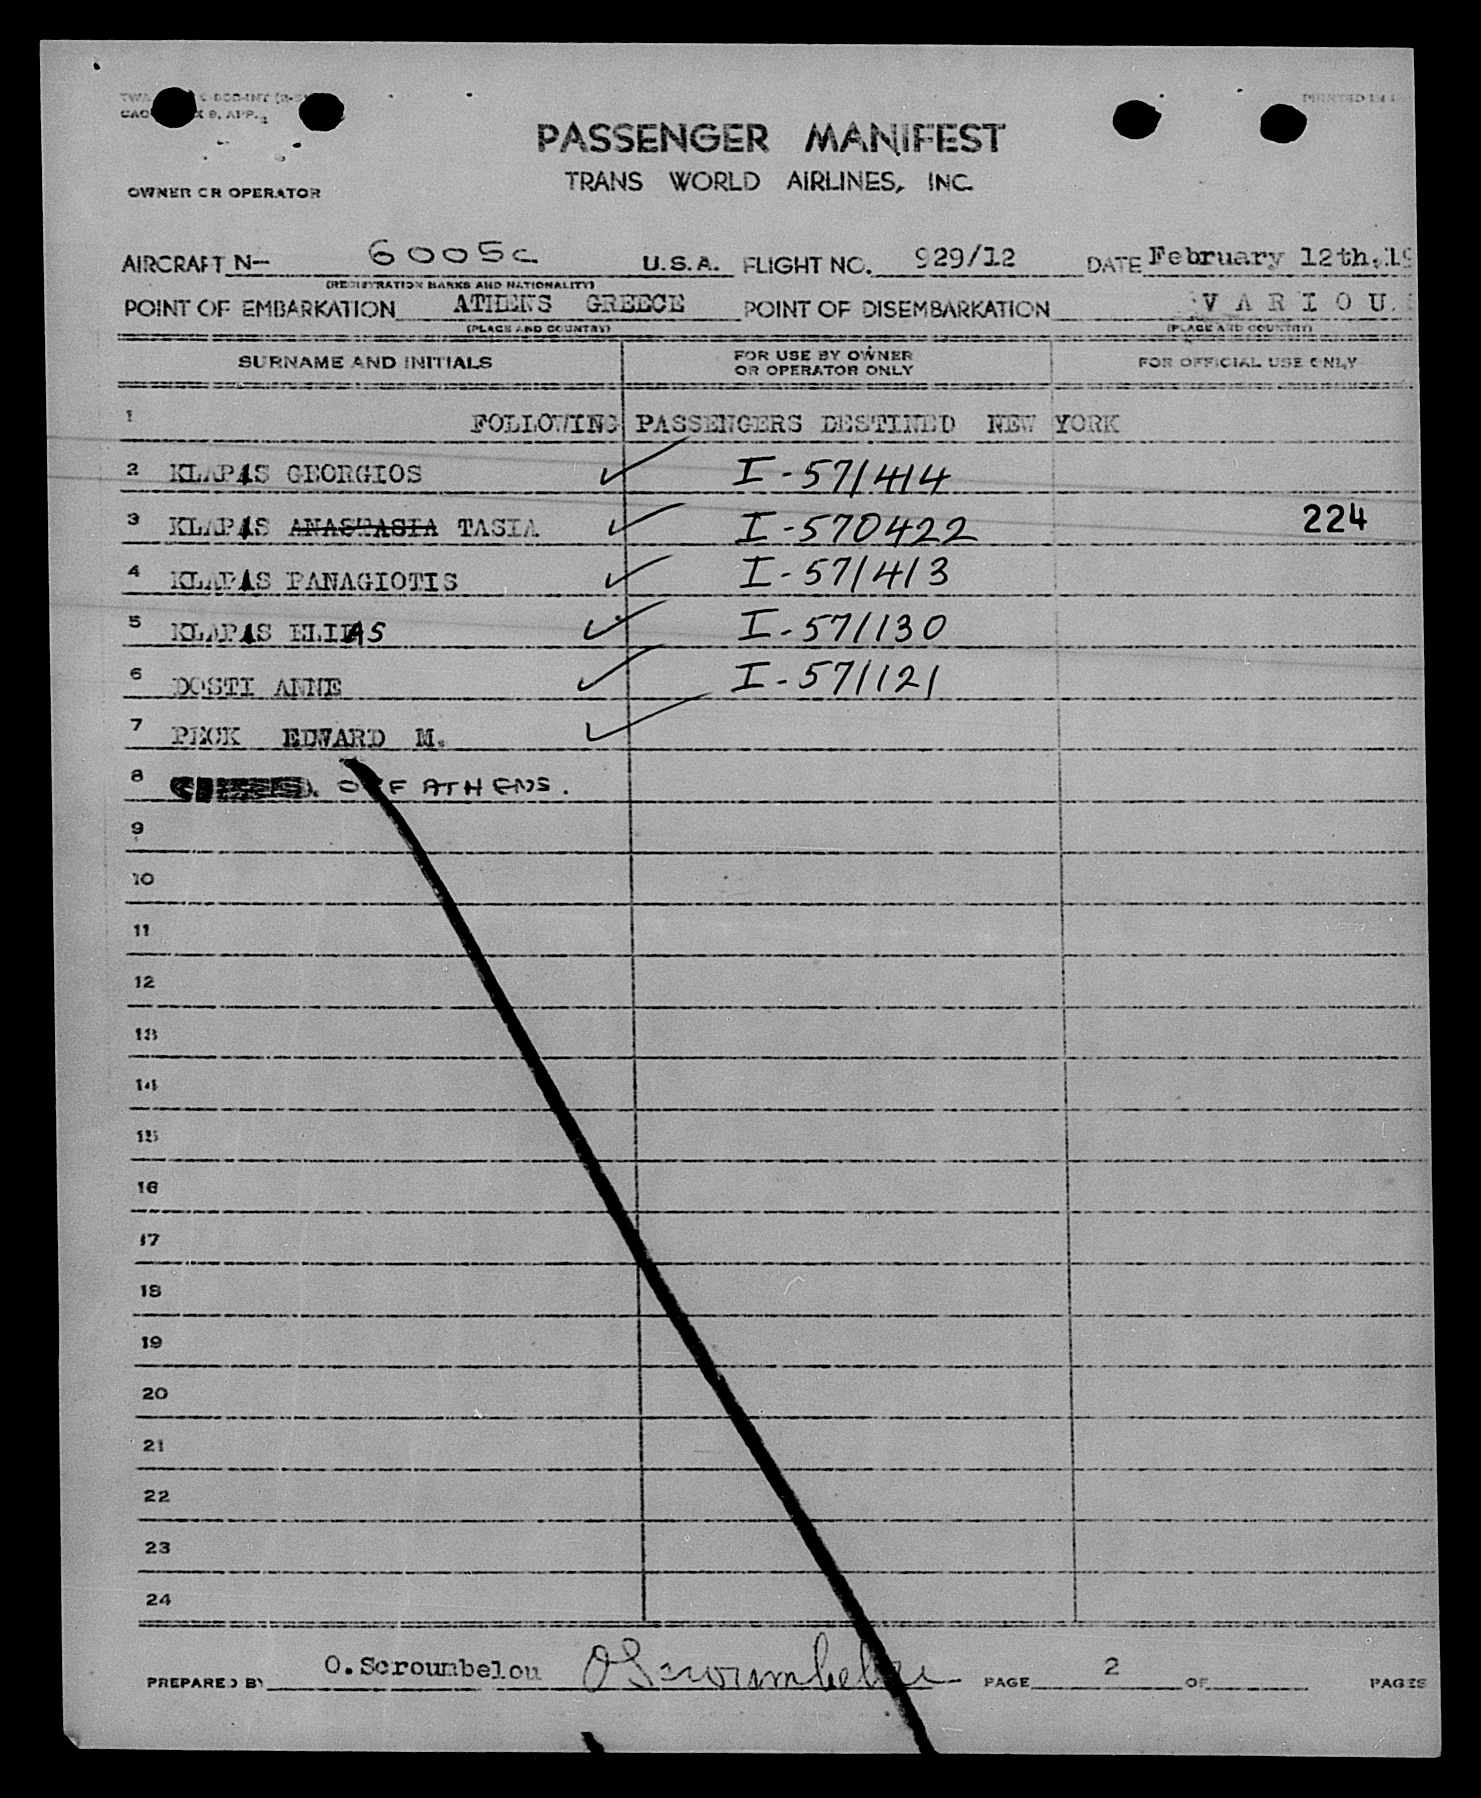 PASSENGER MANIFEST
TRANS WORLD AIRLINES, INC.
OWNER OR OPERATOR
AIRCRAFT N- 6005C U.S.A. FLIGHT NO. 929/12 DATE February 12th,19
(REGISTRATION MARKS AND NATIONALITY)
POINT OF EMBARKATION ATHENS GREECE POINT OF DISEMBARKATION VARIOUS
(PLACE AND COUNTRY) (PLACE AND COUNTRY)
SURNAME AND INITIALS FOR USE BY OWNER OR OPERATOR ONLY FOR OFFICIAL USE ONLY
1 FOLLOWING PASSENGERS DESTINED NEW YORK
2 KLAPAS GEORGIOS ✓ I-571414
3 KLAPAS ANASTASIA TASIA ✓ I-570422 224
4 KLAPAS PANAGIOTIS ✓ I-571413
5 KLAPAS ELIAS ✓ I-571130
6 DOSTI ANNE ✓ I-571121
7 PECK EDWARD M. ✓
8 OFF ATHENS.
9
10
11
12
13
14
15
16
17
18
19
20
21
22
23
24
PREPARED BY O.Scroumbelou O Scroumbelou PAGE 2 OF PAGES